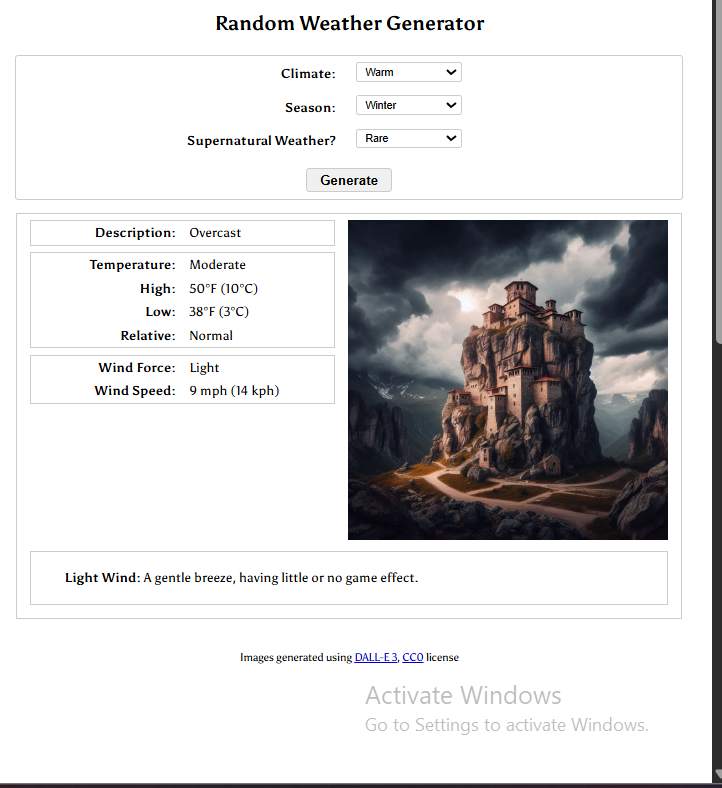 Random Weather Generator
Climate: Warm
Season: Winter
Supernatural Weather? Rare
Generate
Description: Overcast
Temperature: Moderate
High: 50°F (10°C)
Low: 38°F (3°C)
Relative: Normal
Wind Force: Light
Wind Speed: 9 mph (14 kph)
Light Wind: A gentle breeze, having little or no game effect.
Images generated using DALL-E 3, CC0 license
Activate Windows
Go to Settings to activate Windows.